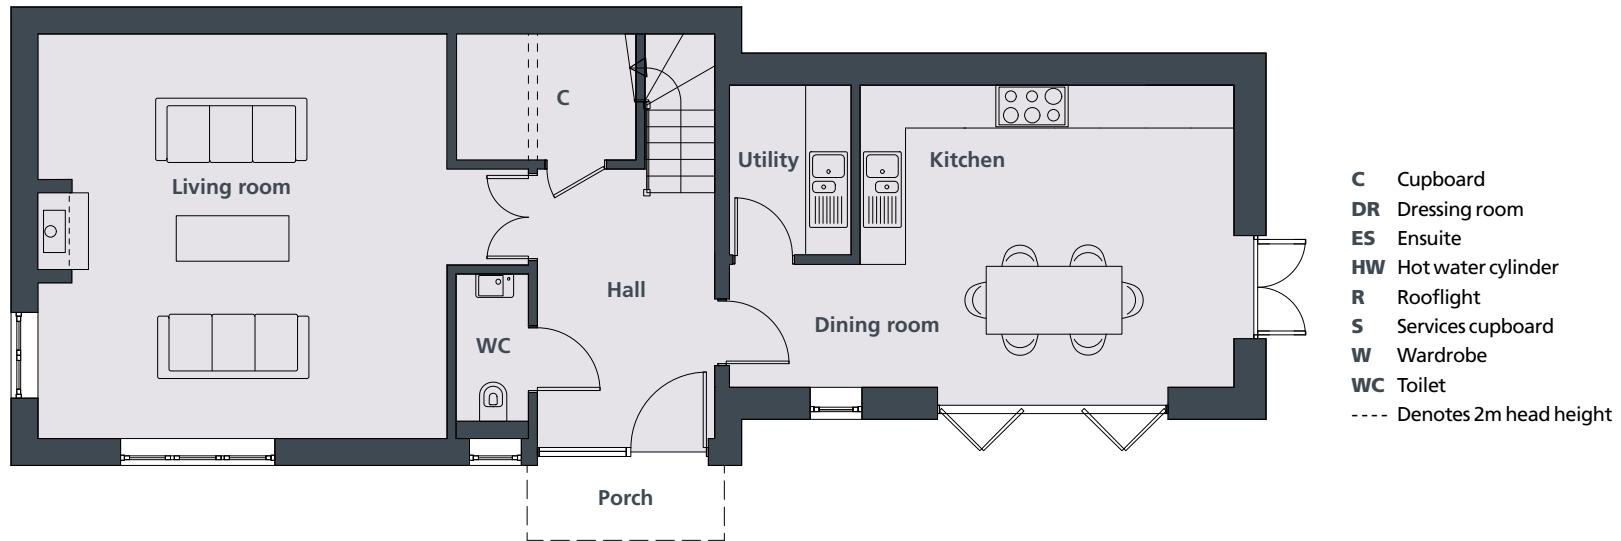 C
Living room
Utility
Kitchen
Hall
Dining room
WC
Porch
C Cupboard
DR Dressing room
ES Ensuite
HW Hot water cylinder
R Rooflight
S Services cupboard
W Wardrobe
WC Toilet
---- Denotes 2m head height